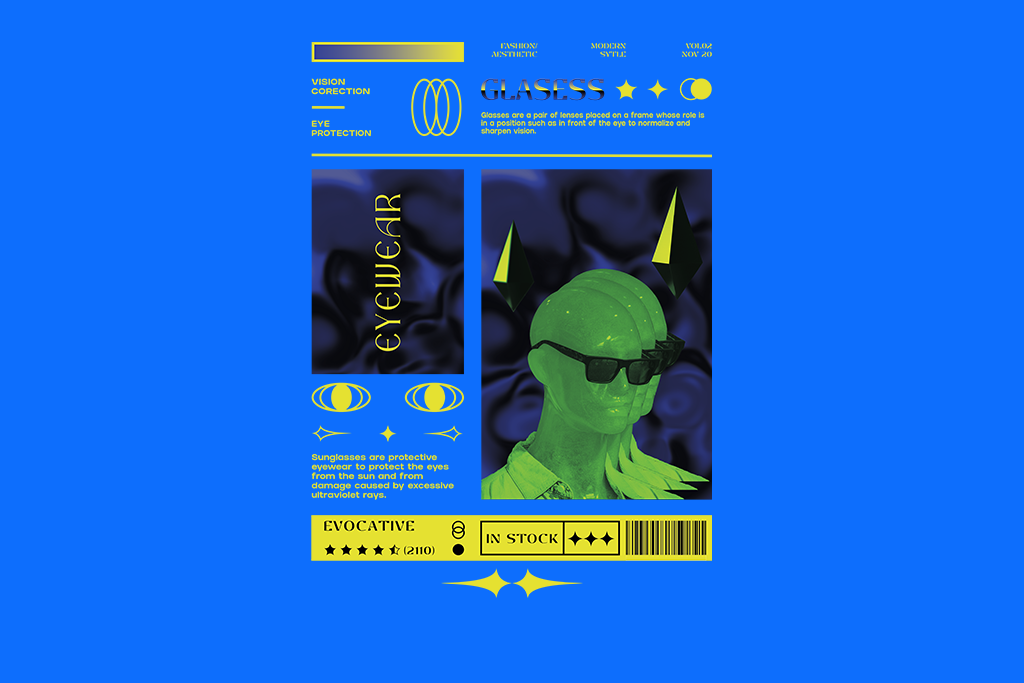 FASHION/
AESTHETIC
MODERN
SYTLE
VOL02
NOV 20
VISION
CORECTION
EYE
PROTECTION
GLASESS
Glasses are a pair of lenses placed on a frame whose role is
in a position such as in front of the eye to normalize and
sharpen vision.
EYEWEAR
Sunglasses are protective
eyewear to protect the eyes
from the sun and from
damage caused by excessive
ultraviolet rays.
EVOCATIVE
(2110)
IN STOCK